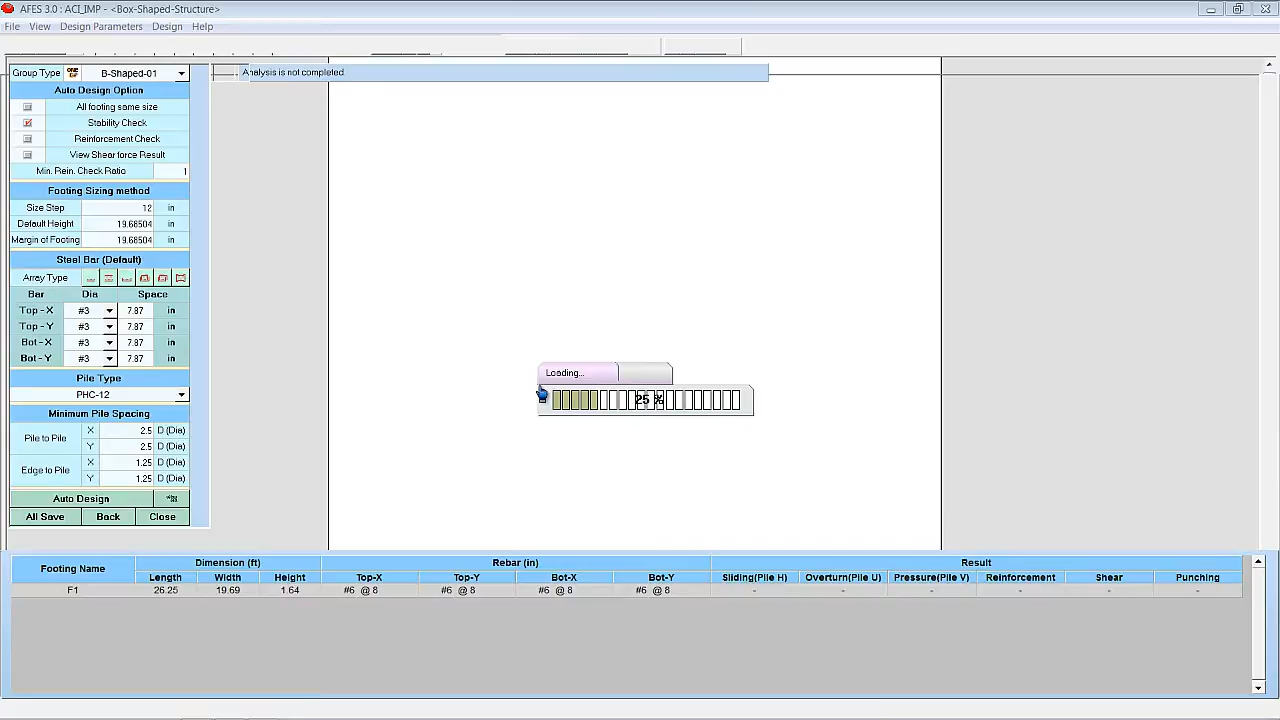 AFES 3.0 : ACI_IMP - <Box-Shaped-Structure>
File View Design Parameters Design Help
Group Type B-Shaped-01
Analysis is not completed.
Auto Design Option
All footing same size
Stability Check
Reinforcement Check
View Shear force Result
Min. Rein. Check Ratio 1
Footing Sizing method
Size Step 12 in
Default Height 19.68504 in
Margin of Footing 19.68504 in
Steel Bar (Default)
Array Type
Bar Dia Space
Top - X #3 7.87 in
Top - Y #3 7.87 in
Bot - X #3 7.87 in
Bot - Y #3 7.87 in
Pile Type
PHC-12
Minimum Pile Spacing
Pile to Pile X 2.5 D (Dia)
Y 2.5 D (Dia)
Edge to Pile X 1.25 D (Dia)
Y 1.25 D (Dia)
Auto Design
All Save Back Close
Loading...
25 %
Footing Name Dimension (ft) Rebar (in) Result
Length Width Height Top-X Top-Y Bot-X Bot-Y Sliding(Pile H) Overturn(Pile U) Pressure(Pile V) Reinforcement Shear Punching
F1 26.25 19.69 1.64 #6 @ 8 #6 @ 8 #6 @ 8 #6 @ 8 - - - - - -